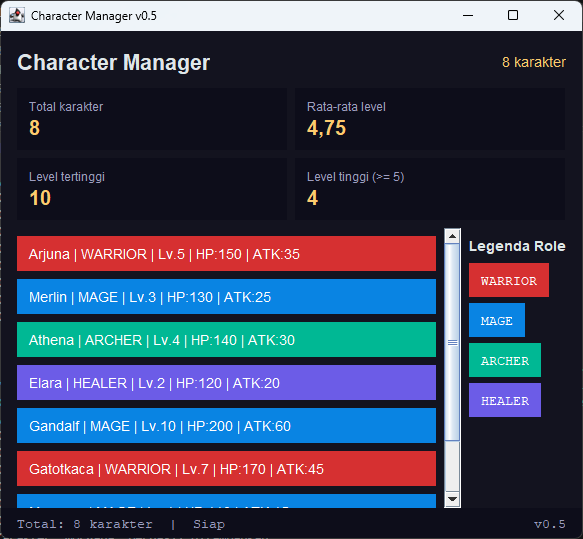 Character Manager v0.5
Character Manager
8 karakter
Total karakter
8
Rata-rata level
4,75
Level tertinggi
10
Level tinggi (>= 5)
4
Arjuna | WARRIOR | Lv.5 | HP:150 | ATK:35
Merlin | MAGE | Lv.3 | HP:130 | ATK:25
Athena | ARCHER | Lv.4 | HP:140 | ATK:30
Elara | HEALER | Lv.2 | HP:120 | ATK:20
Gandalf | MAGE | Lv.10 | HP:200 | ATK:60
Gatotkaca | WARRIOR | Lv.7 | HP:170 | ATK:45
Legenda Role
WARRIOR
MAGE
ARCHER
HEALER
Total: 8 karakter | Siap
v0.5